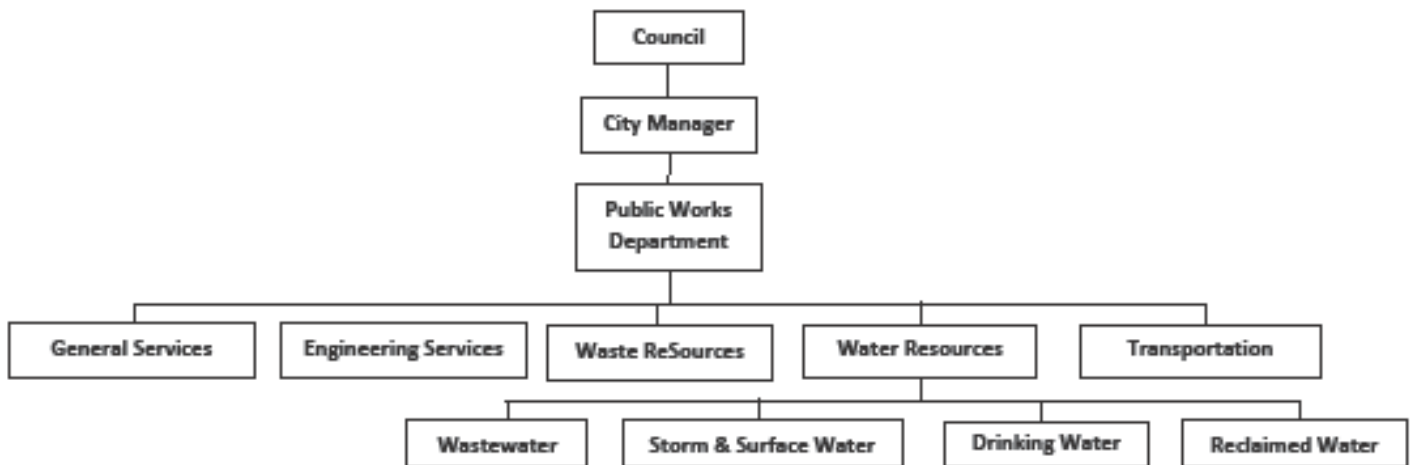 Council
City Manager
Public Works
Department
General Services
Engineering Services
Waste ReSources
Water Resources
Transportation
Wastewater
Storm & Surface Water
Drinking Water
Reclaimed Water